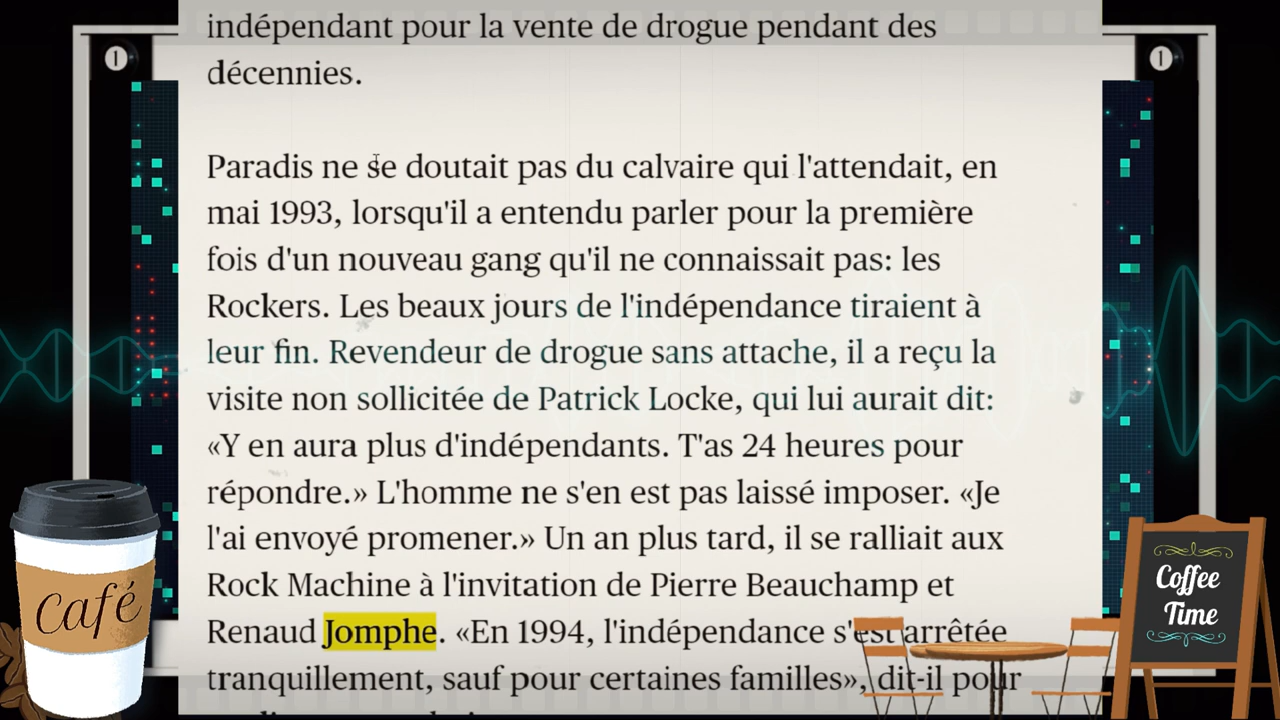 indépendant pour la vente de drogue pendant des
décennies.
Paradis ne se doutait pas du calvaire qui l'attendait, en
mai 1993, lorsqu'il a entendu parler pour la première
fois d'un nouveau gang qu'il ne connaissait pas: les
Rockers. Les beaux jours de l'indépendance tiraient à
leur fin. Revendeur de drogue sans attache, il a reçu la
visite non sollicitée de Patrick Locke, qui lui aurait dit:
«Y en aura plus d'indépendants. T'as 24 heures pour
répondre.» L'homme ne s'en est pas laissé imposer. «Je
l'ai envoyé promener.» Un an plus tard, il se ralliait aux
Rock Machine à l'invitation de Pierre Beauchamp et
Renaud Jomphe. «En 1994, l'indépendance s'est arrêtée
tranquillement, sauf pour certaines familles», dit-il pour
1
1
Café
Coffee
Time